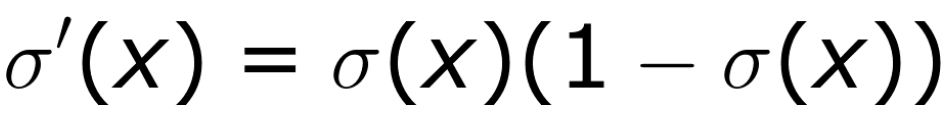 σ′(x) = σ(x)(1 − σ(x))